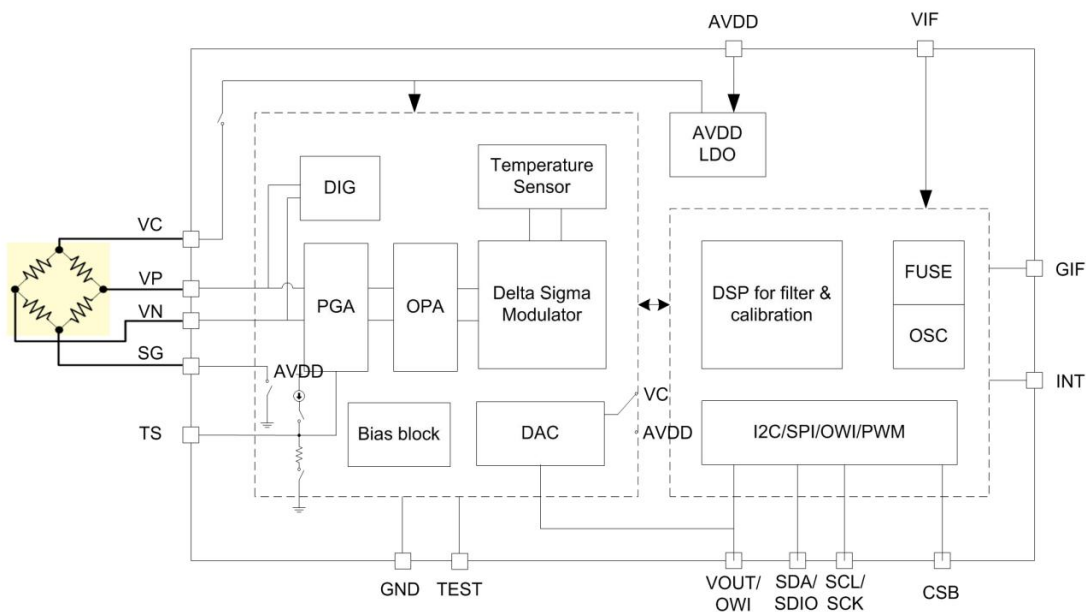 AVDD
VIF
AVDD
LDO
Temperature
Sensor
DIG
VC
VP
VN
SG
TS
PGA
OPA
Delta Sigma
Modulator
DSP for filter &
calibration
FUSE
OSC
GIF
INT
AVDD
Bias block
DAC
VC
AVDD
I2C/SPI/OWI/PWM
GND
TEST
VOUT/
OWI
SDA/
SDIO
SCL/
SCK
CSB